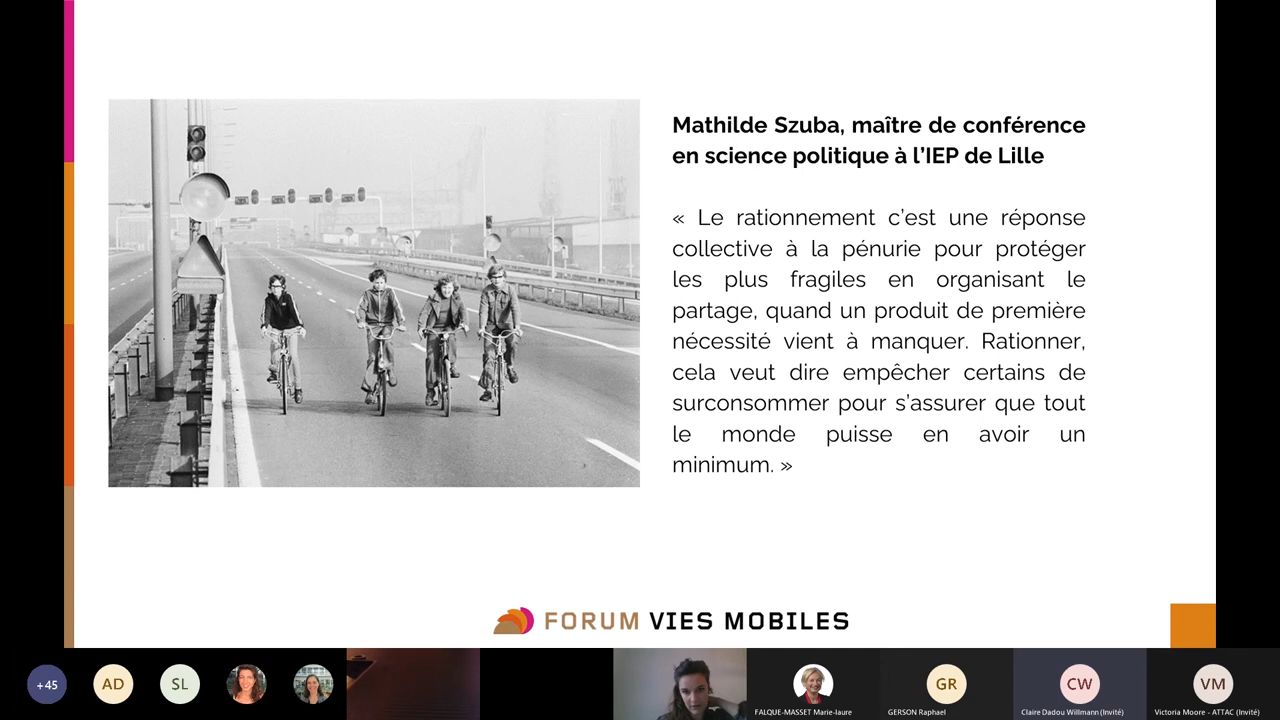 Mathilde Szuba, maître de conférence
en science politique à l'IEP de Lille
« Le rationnement c'est une réponse
collective à la pénurie pour protéger
les plus fragiles en organisant le
partage, quand un produit de première
nécessité vient à manquer. Rationner,
cela veut dire empêcher certains de
surconsommer pour s'assurer que tout
le monde puisse en avoir un
minimum. »
FORUM VIES MOBILES
+45
AD
SL
FALQUE-MASSET Marie-laure
GR
GERSON Raphael
CW
Claire Dadou Willmann (Invité)
VM
Victoria Moore - ATTAC (Invité)